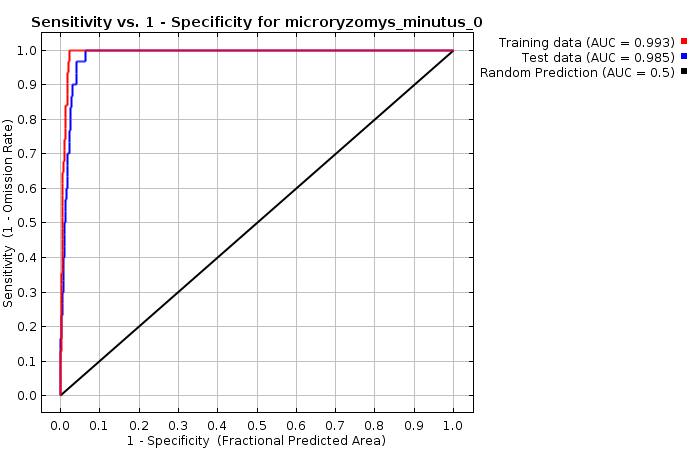 Sensitivity vs. 1 - Specificity for microryzomys_minutus_0
Training data (AUC = 0.993)
Test data (AUC = 0.985)
Random Prediction (AUC = 0.5)
Sensitivity (1 - Omission Rate)
1.0
0.9
0.8
0.7
0.6
0.5
0.4
0.3
0.2
0.1
0.0
0.0 0.1 0.2 0.3 0.4 0.5 0.6 0.7 0.8 0.9 1.0
1 - Specificity (Fractional Predicted Area)